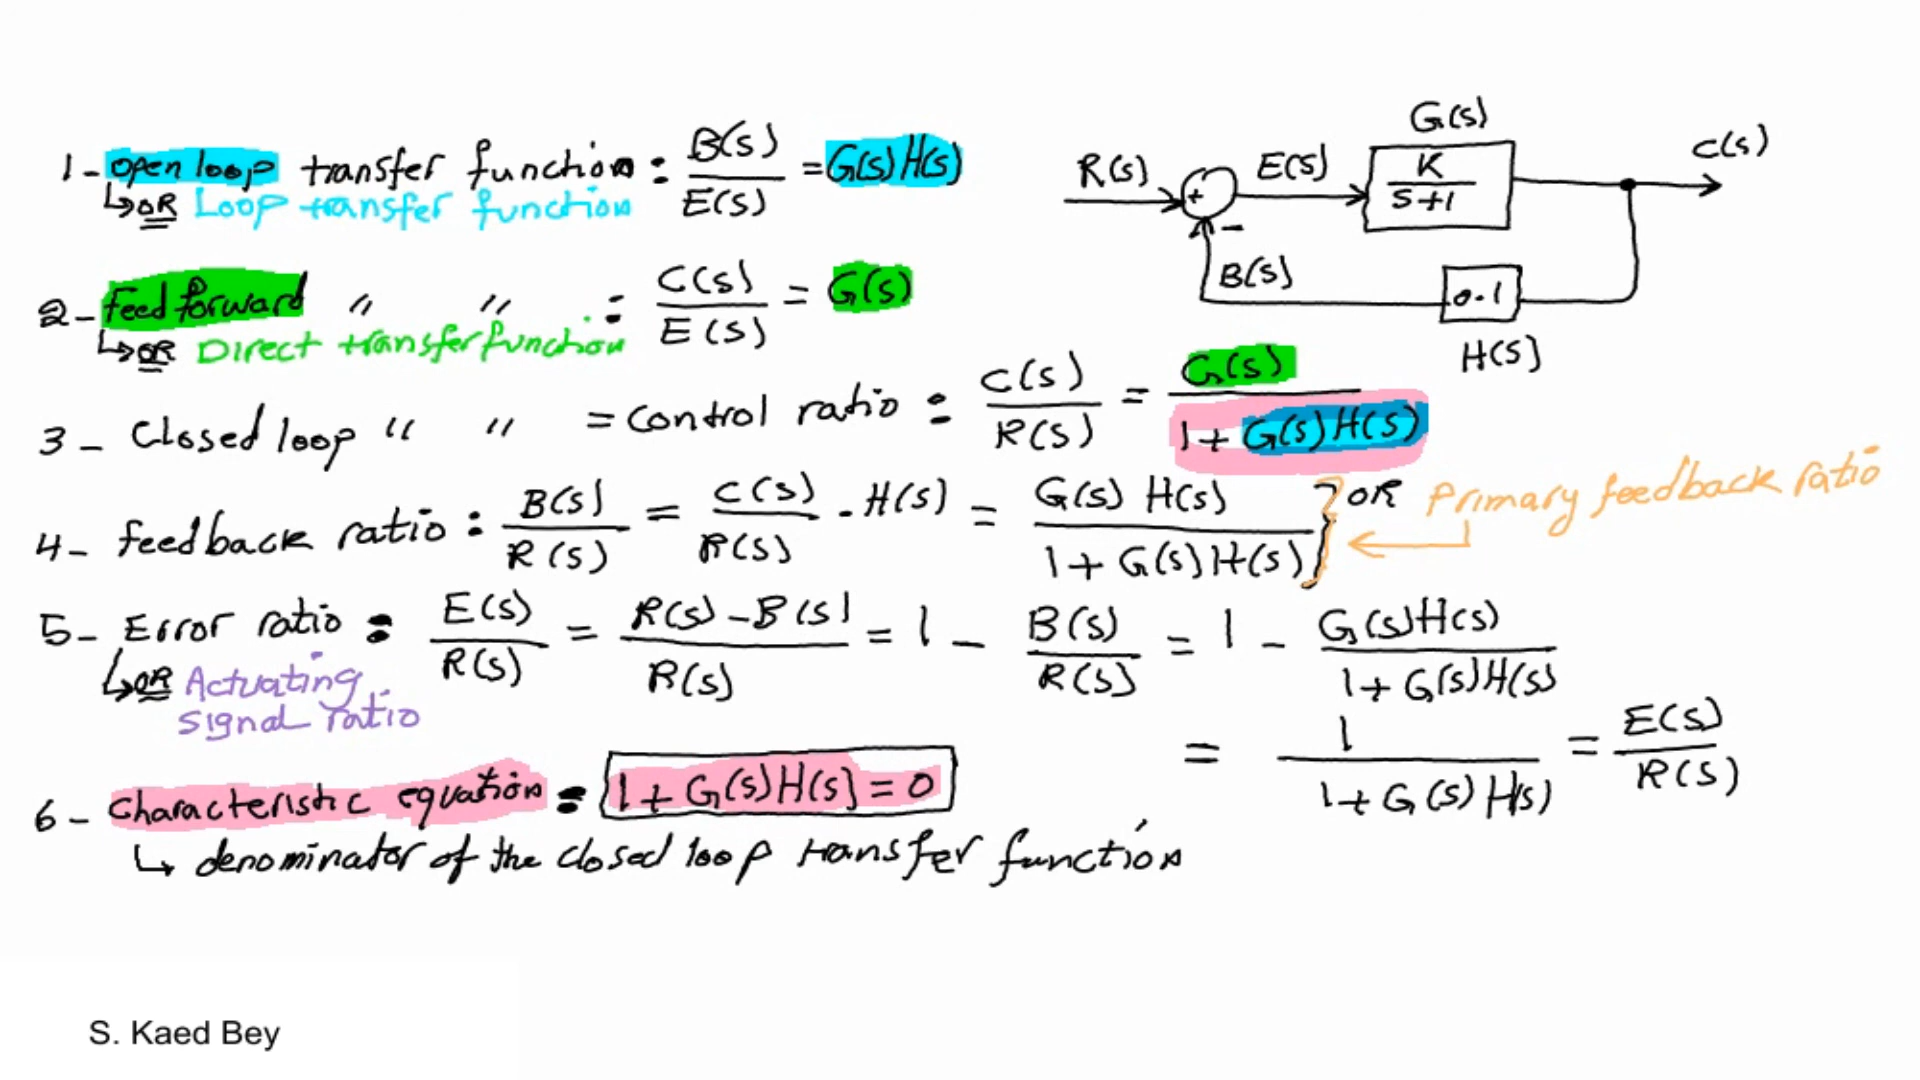 1- open loop transfer function : B(s)/E(s) = G(s)H(s)
↳ OR Loop transfer function
2- feed forward " " : C(s)/E(s) = G(s)
↳ OR Direct transfer function
3- Closed loop " " = Control ratio : C(s)/R(s) = G(s)/(1+G(s)H(s))
4- feedback ratio : B(s)/R(s) = C(s)/R(s) . H(s) = G(s)H(s)/(1+G(s)H(s)) } OR Primary feedback ratio
5- Error ratio : E(s)/R(s) = (R(s)-B(s))/R(s) = 1 - B(s)/R(s) = 1 - G(s)H(s)/(1+G(s)H(s))
↳ OR Actuating
signal ratio
= 1/(1+G(s)H(s)) = E(s)/R(s)
6- Characteristic equation : 1+G(s)H(s)=0
↳ denominator of the closed loop transfer function
G(s)
R(s) + - E(s) K/(s+1) C(s)
B(s) 0.1
H(s)
S. Kaed Bey